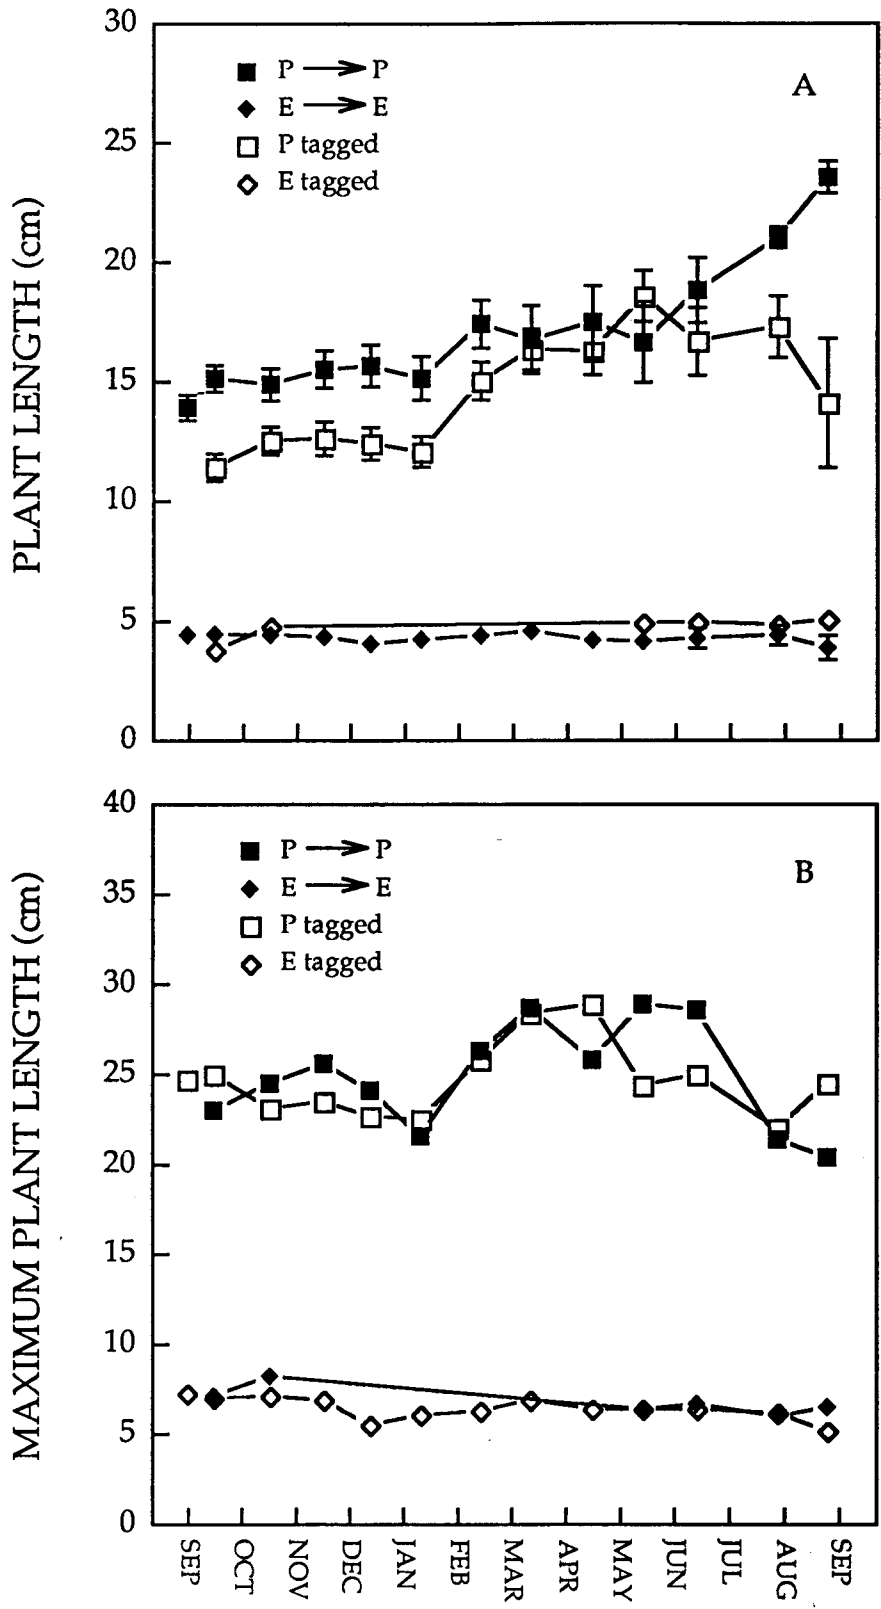 30
25
20
15
10
5
0
PLANT LENGTH (cm)
P ⟶ P
E ⟶ E
P tagged
E tagged
A
40
35
30
25
20
15
10
5
0
MAXIMUM PLANT LENGTH (cm)
P ⟶ P
E ⟶ E
P tagged
E tagged
B
SEP
OCT
NOV
DEC
JAN
FEB
MAR
APR
MAY
JUN
JUL
AUG
SEP